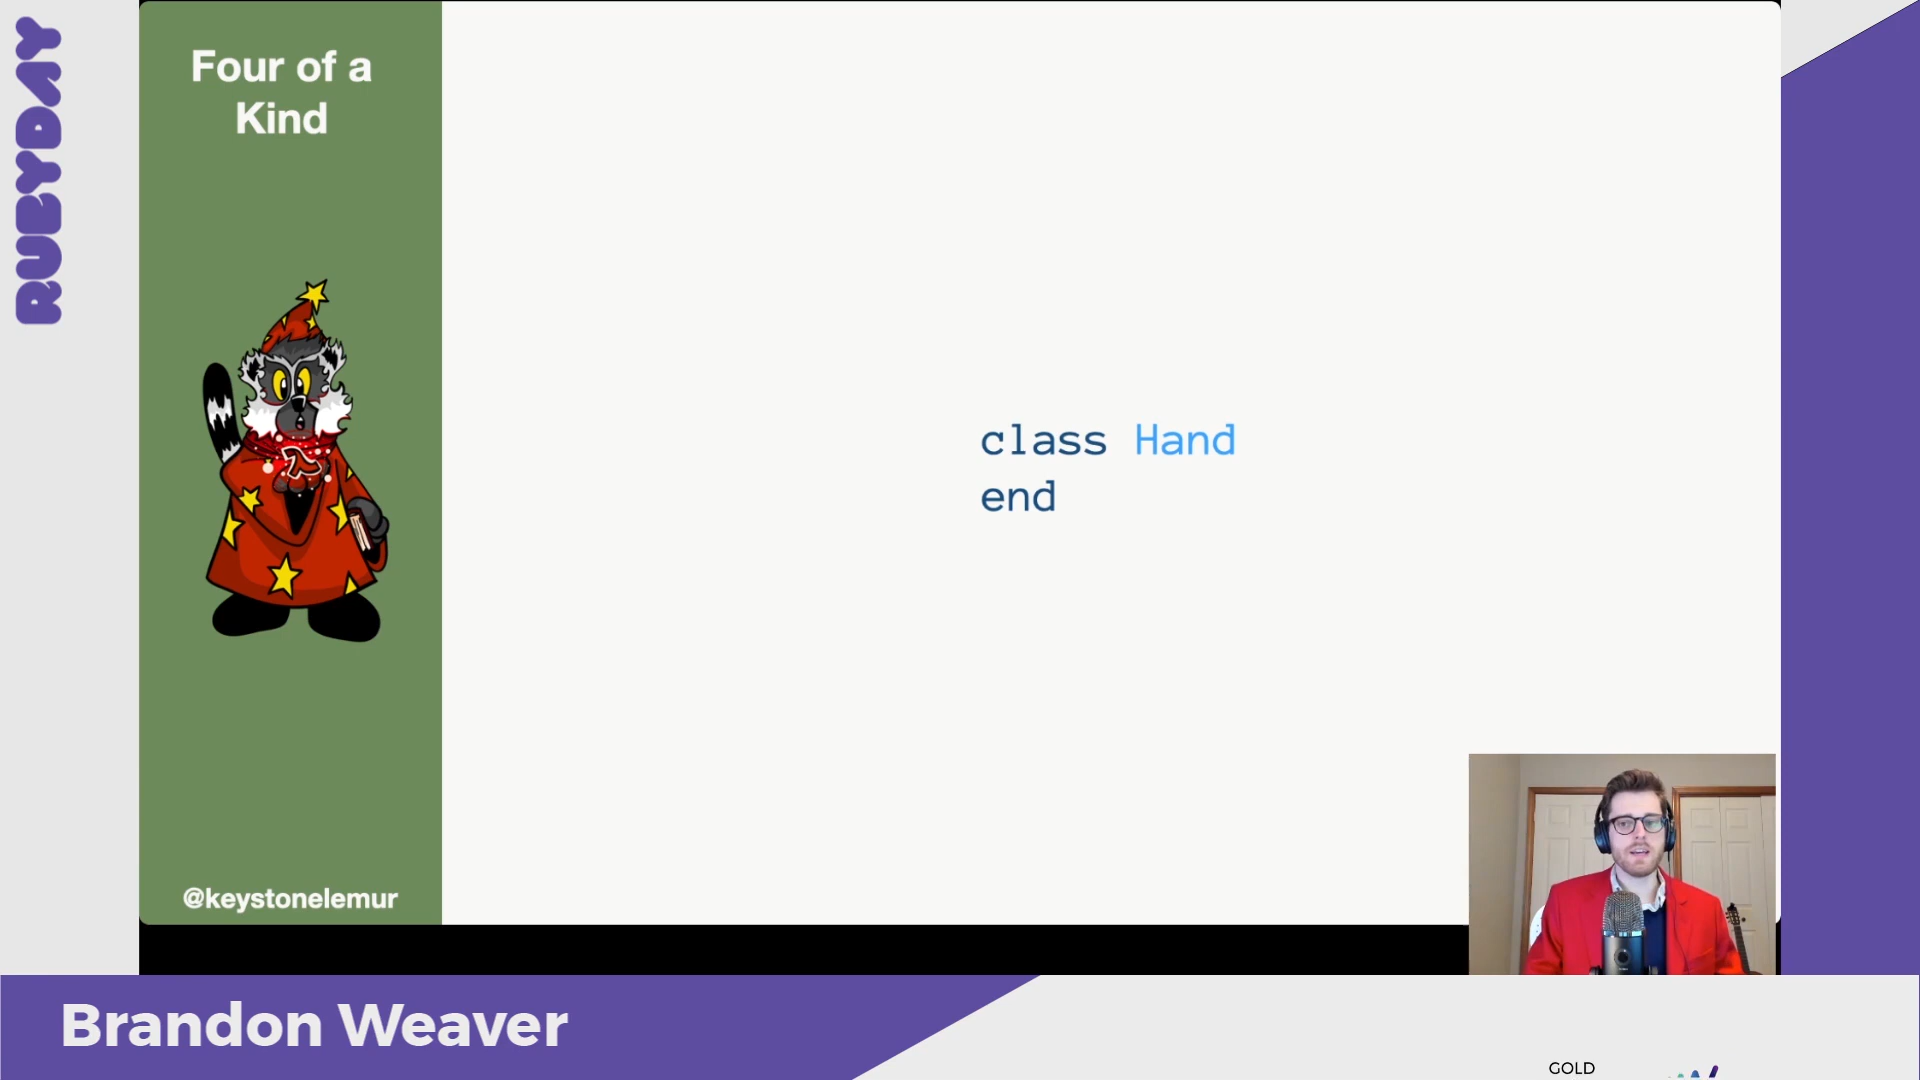 RUBYDAY
Four of a
Kind
class Hand
end
@keystonelemur
Brandon Weaver
GOLD